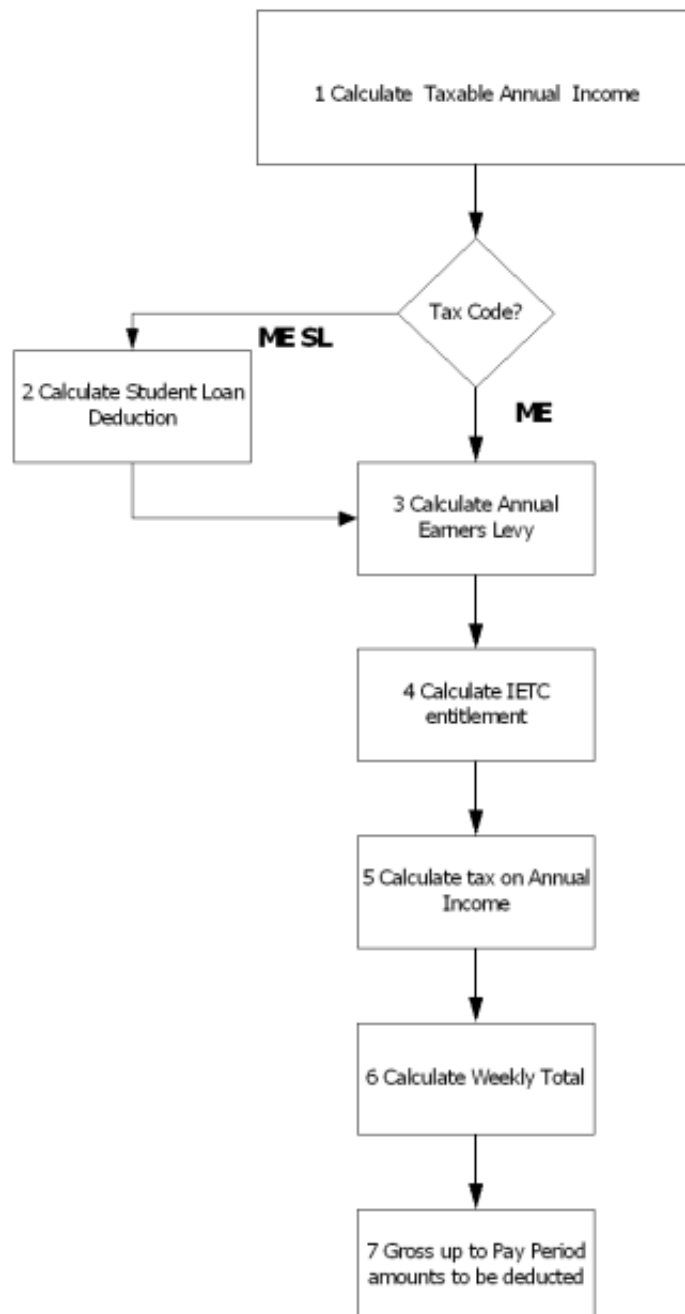 1 Calculate Taxable Annual Income
Tax Code?
ME SL
2 Calculate Student Loan
Deduction
ME
3 Calculate Annual
Earners Levy
4 Calculate IETC
entitlement
5 Calculate tax on Annual
Income
6 Calculate Weekly Total
7 Gross up to Pay Period
amounts to be deducted